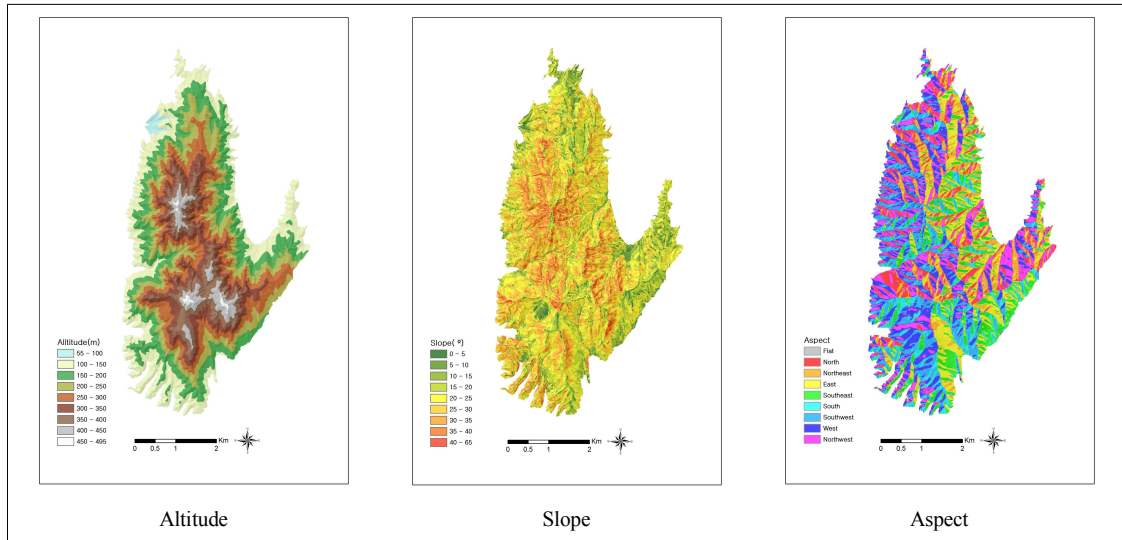 Alltitude(m)
55 - 100
100 - 150
150 - 200
200 - 250
250 - 300
300 - 350
350 - 400
400 - 450
450 - 495
0 0.5 1 2 Km
Altitude
Slope( º)
0 - 5
5 - 10
10 - 15
15 - 20
20 - 25
25 - 30
30 - 35
35 - 40
40 - 65
0 0.5 1 2 Km
Slope
Aspect
Flat
North
Northeast
East
Southeast
South
Southwest
West
Northwest
0 0.5 1 2 Km
Aspect